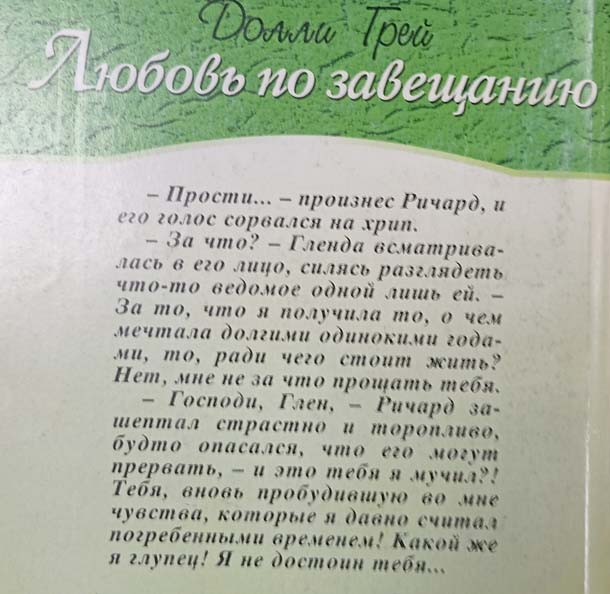 Долли Грей
Любовь по завещанию
– Прости... – произнес Ричард, и
его голос сорвался на хрип.
– За что? – Гленда всматрива-
лась в его лицо, силясь разглядеть
что-то ведомое одной лишь ей. –
За то, что я получила то, о чем
мечтала долгими одинокими года-
ми, то, ради чего стоит жить?
Нет, мне не за что прощать тебя.
– Господи, Глен, – Ричард за-
шептал страстно и торопливо,
будто опасался, что его могут
прервать, – и это тебя я мучил?!
Тебя, вновь пробудившую во мне
чувства, которые я давно считал
погребенными временем! Какой же
я глупец! Я не достоин тебя...